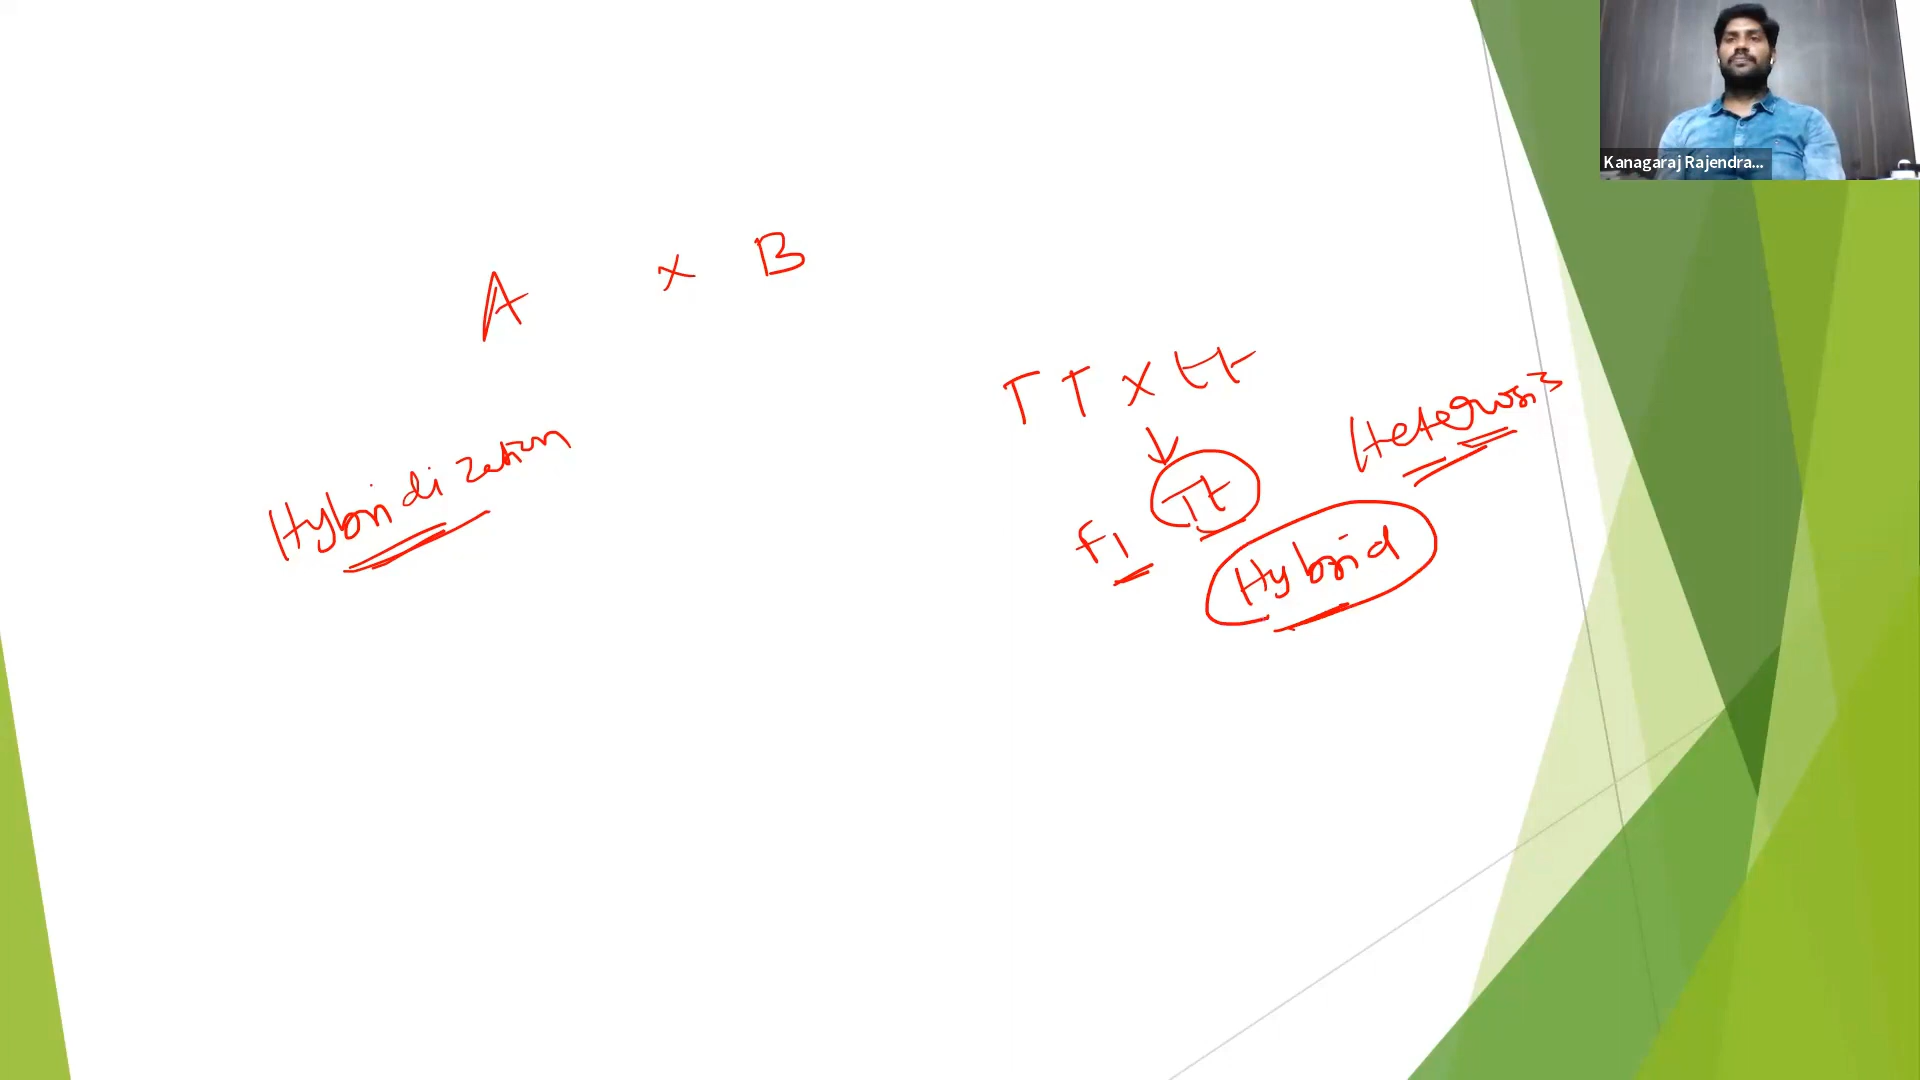 Kanagaraj Rajendra...
A x B
TT x tt
Heterosis
Hybridization
Tt
F1
Hybrid